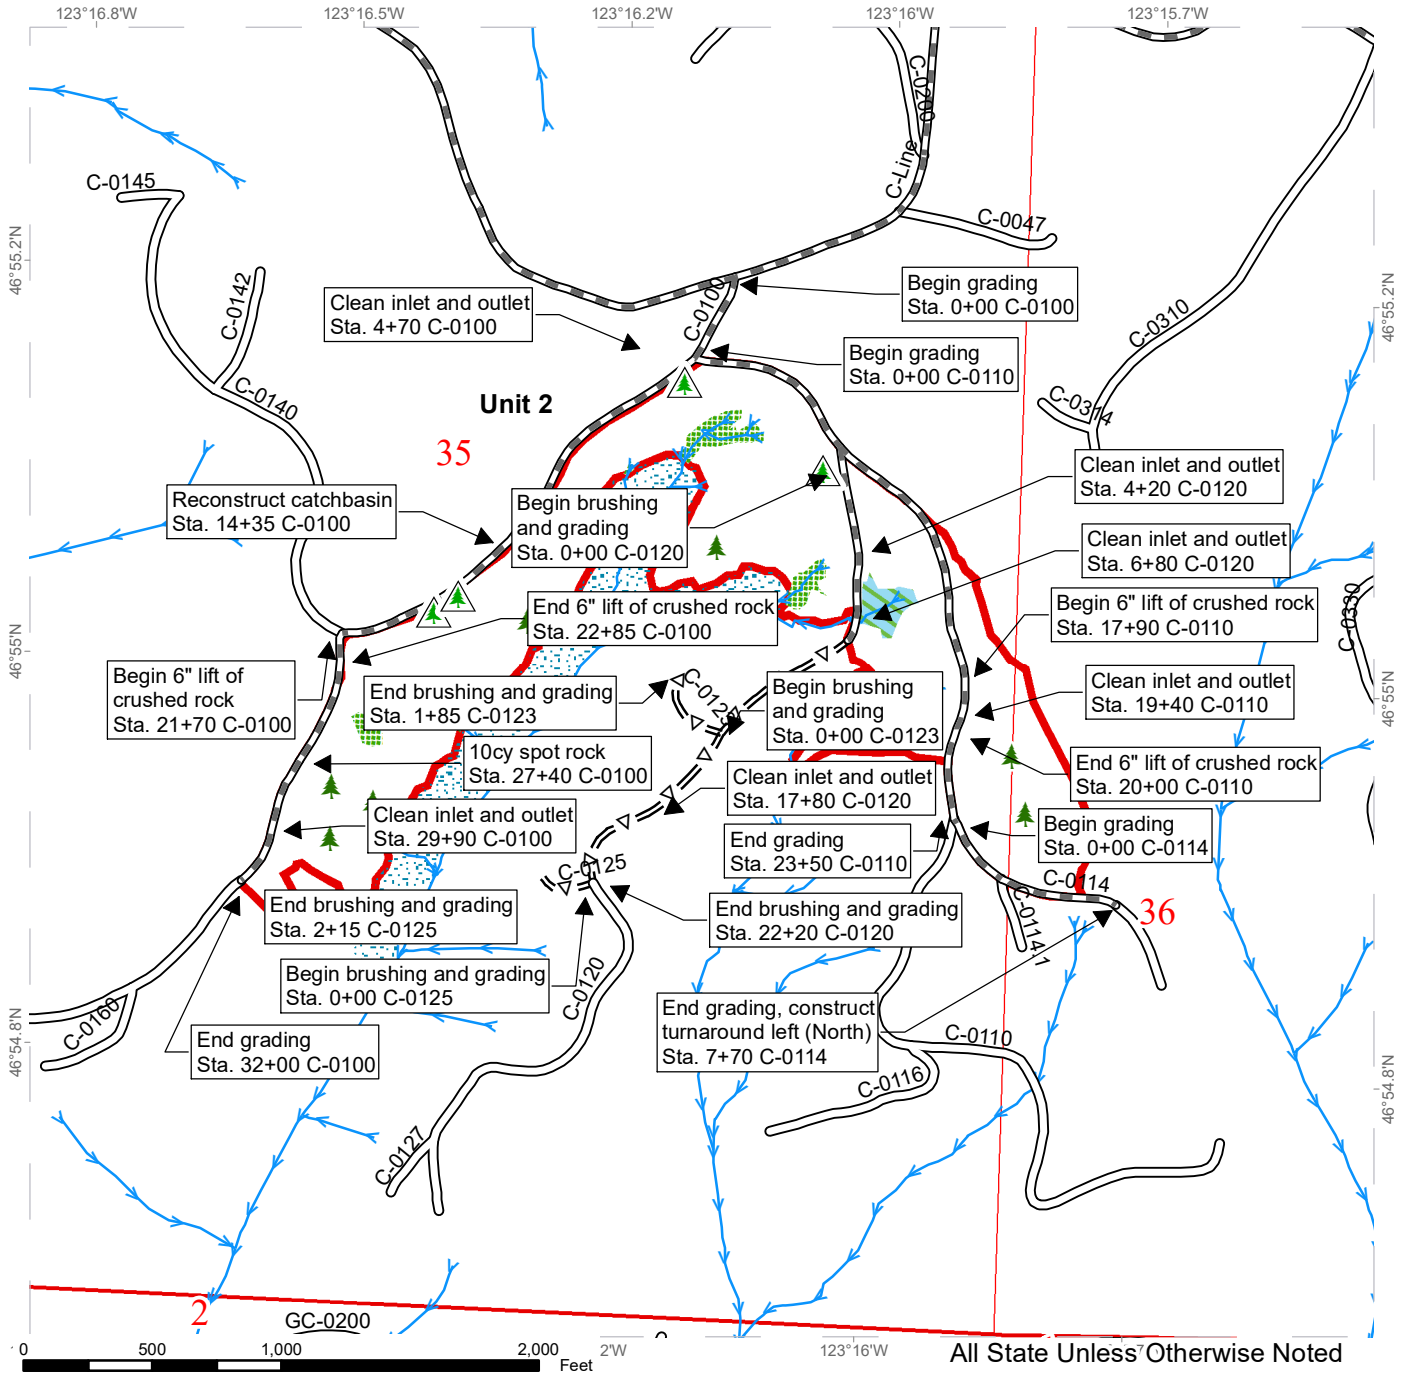 123°16.8'W
123°16.5'W
123°16.2'W
123°16'W
123°15.7'W
C-0200
C-Line
C-0145
C-0047
46°55.2'N
46°55.2'N
C-0142
C-0100
Clean inlet and outlet
Sta. 4+70 C-0100
Begin grading
Sta. 0+00 C-0100
C-0310
Begin grading
Sta. 0+00 C-0110
C-0140
Unit 2
C-0314
35
Clean inlet and outlet
Sta. 4+20 C-0120
Reconstruct catchbasin
Sta. 14+35 C-0100
Begin brushing
and grading
Sta. 0+00 C-0120
Clean inlet and outlet
Sta. 6+80 C-0120
End 6" lift of crushed rock
Sta. 22+85 C-0100
Begin 6" lift of crushed rock
Sta. 17+90 C-0110
C-0330
46°55'N
46°55'N
Begin 6" lift of
crushed rock
Sta. 21+70 C-0100
End brushing and grading
Sta. 1+85 C-0123
C-0123
Begin brushing
and grading
Sta. 0+00 C-0123
Clean inlet and outlet
Sta. 19+40 C-0110
10cy spot rock
Sta. 27+40 C-0100
Clean inlet and outlet
Sta. 17+80 C-0120
End 6" lift of crushed rock
Sta. 20+00 C-0110
Clean inlet and outlet
Sta. 29+90 C-0100
End grading
Sta. 23+50 C-0110
Begin grading
Sta. 0+00 C-0114
C-0125
C-0114
End brushing and grading
Sta. 2+15 C-0125
End brushing and grading
Sta. 22+20 C-0120
C-0114.1
36
Begin brushing and grading
Sta. 0+00 C-0125
C-0120
C-0160
End grading, construct
turnaround left (North)
Sta. 7+70 C-0114
C-0110
46°54.8'N
46°54.8'N
End grading
Sta. 32+00 C-0100
C-0116
C-0127
2
GC-0200
0
500
1,000
2,000
Feet
2'W
123°16'W
All State Unless Otherwise Noted